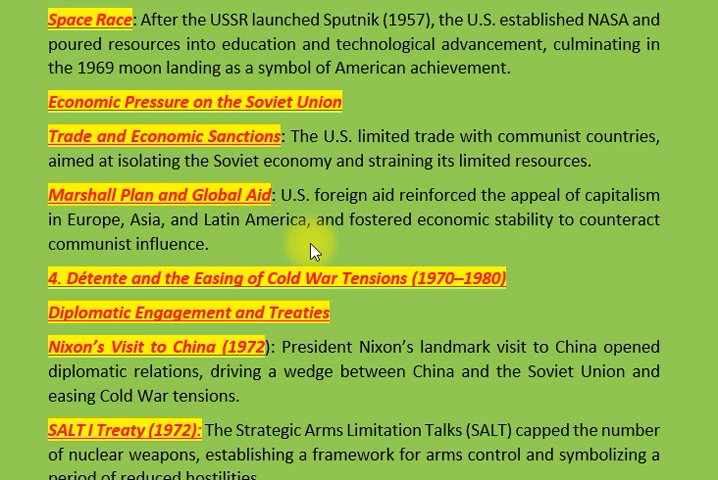 Space Race: After the USSR launched Sputnik (1957), the U.S. established NASA and
poured resources into education and technological advancement, culminating in
the 1969 moon landing as a symbol of American achievement.
Economic Pressure on the Soviet Union
Trade and Economic Sanctions: The U.S. limited trade with communist countries,
aimed at isolating the Soviet economy and straining its limited resources.
Marshall Plan and Global Aid: U.S. foreign aid reinforced the appeal of capitalism
in Europe, Asia, and Latin America, and fostered economic stability to counteract
communist influence.
4. Détente and the Easing of Cold War Tensions (1970–1980)
Diplomatic Engagement and Treaties
Nixon’s Visit to China (1972): President Nixon’s landmark visit to China opened
diplomatic relations, driving a wedge between China and the Soviet Union and
easing Cold War tensions.
SALT I Treaty (1972): The Strategic Arms Limitation Talks (SALT) capped the number
of nuclear weapons, establishing a framework for arms control and symbolizing a
period of reduced hostilities.